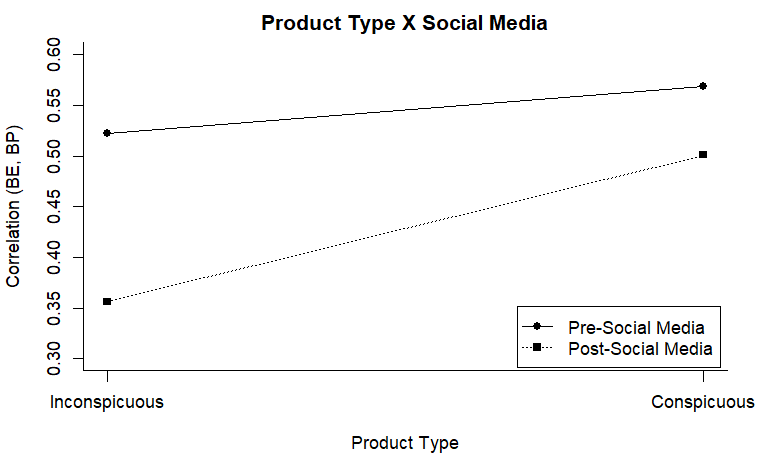 Product Type X Social Media
Correlation (BE, BP)
0.60
0.55
0.50
0.45
0.40
0.35
0.30
Pre-Social Media
Post-Social Media
Inconspicuous
Conspicuous
Product Type